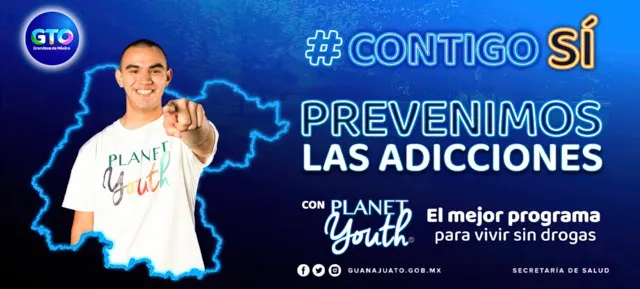 GTO
Grandeza de México
#CONTIGO SÍ
PLANET
Youth
PREVENIMOS
LAS ADICCIONES
CON PLANET
Youth®
El mejor programa
para vivir sin drogas
GUANAJUATO.GOB.MX
SECRETARÍA DE SALUD